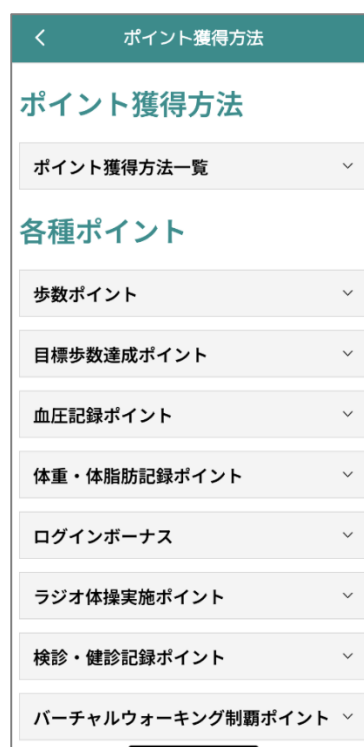 ポイント獲得方法
ポイント獲得方法
ポイント獲得方法一覧
各種ポイント
歩数ポイント
目標歩数達成ポイント
血圧記録ポイント
体重・体脂肪記録ポイント
ログインボーナス
ラジオ体操実施ポイント
検診・健診記録ポイント
バーチャルウォーキング制覇ポイント